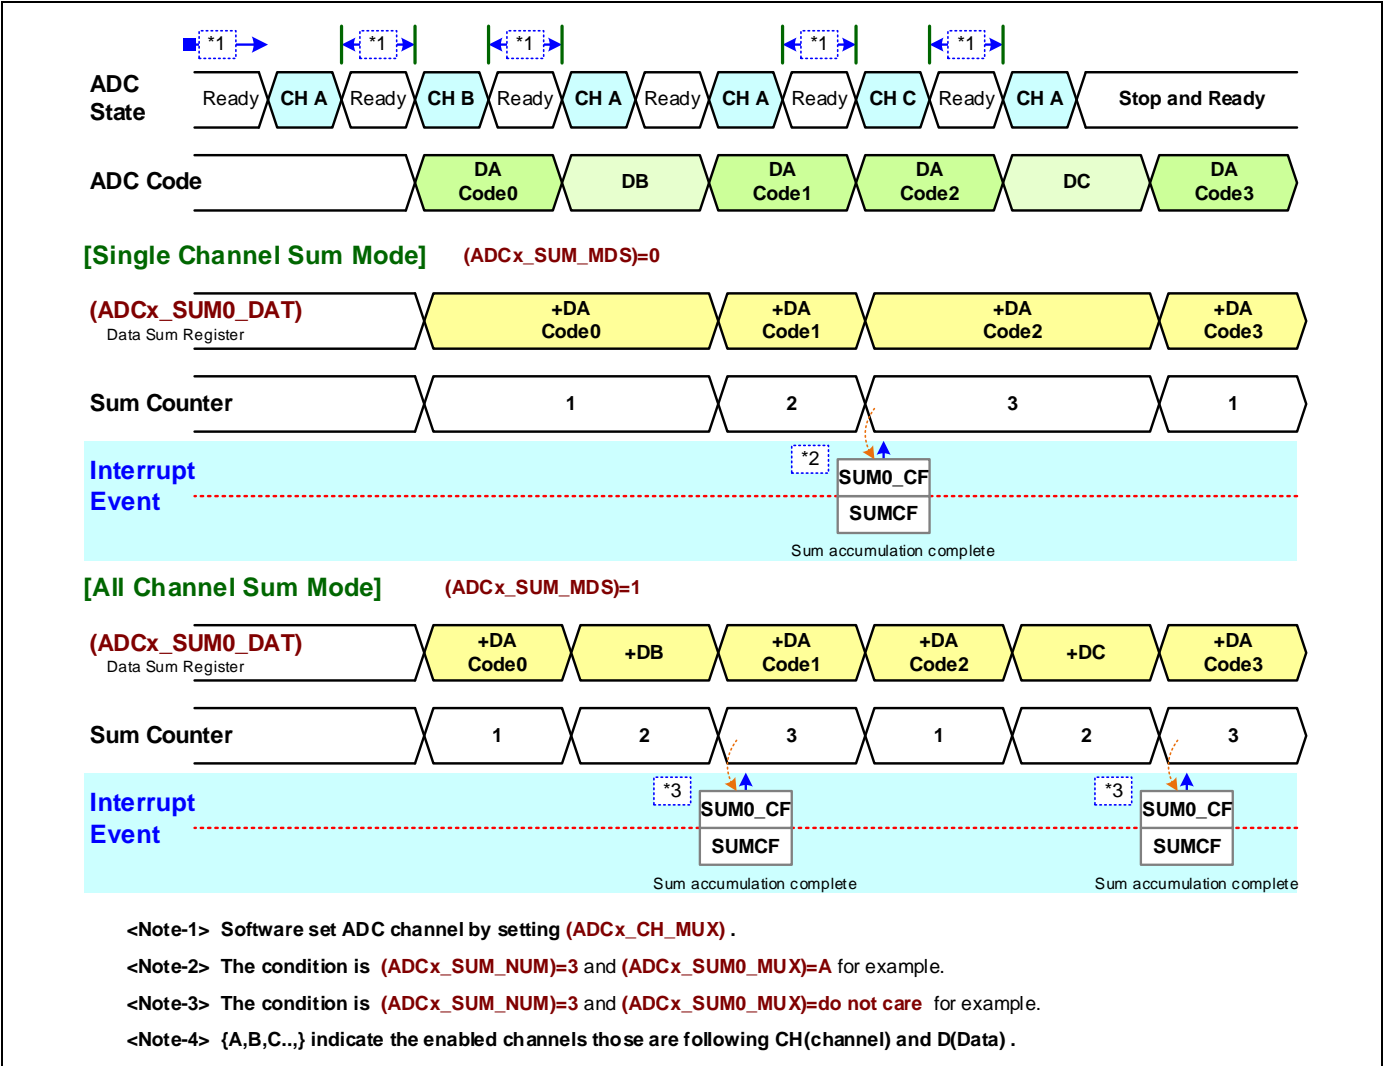 *1 *1 *1 *1 *1
ADC State
Ready CH A Ready CH B Ready CH A Ready CH A Ready CH C Ready CH A Stop and Ready
ADC Code
DA Code0 DB DA Code1 DA Code2 DC DA Code3
[Single Channel Sum Mode] (ADCx_SUM_MDS)=0
(ADCx_SUM0_DAT)
Data Sum Register
+DA Code0 +DA Code1 +DA Code2 +DA Code3
Sum Counter 1 2 3 1
Interrupt Event
*2
SUM0_CF
SUMCF
Sum accumulation complete
[All Channel Sum Mode] (ADCx_SUM_MDS)=1
(ADCx_SUM0_DAT)
Data Sum Register
+DA Code0 +DB +DA Code1 +DA Code2 +DC +DA Code3
Sum Counter 1 2 3 1 2 3
Interrupt Event
*3 *3
SUM0_CF SUM0_CF
SUMCF SUMCF
Sum accumulation complete Sum accumulation complete
<Note-1> Software set ADC channel by setting (ADCx_CH_MUX) .
<Note-2> The condition is (ADCx_SUM_NUM)=3 and (ADCx_SUM0_MUX)=A for example.
<Note-3> The condition is (ADCx_SUM_NUM)=3 and (ADCx_SUM0_MUX)=do not care for example.
<Note-4> {A,B,C..,} indicate the enabled channels those are following CH(channel) and D(Data) .